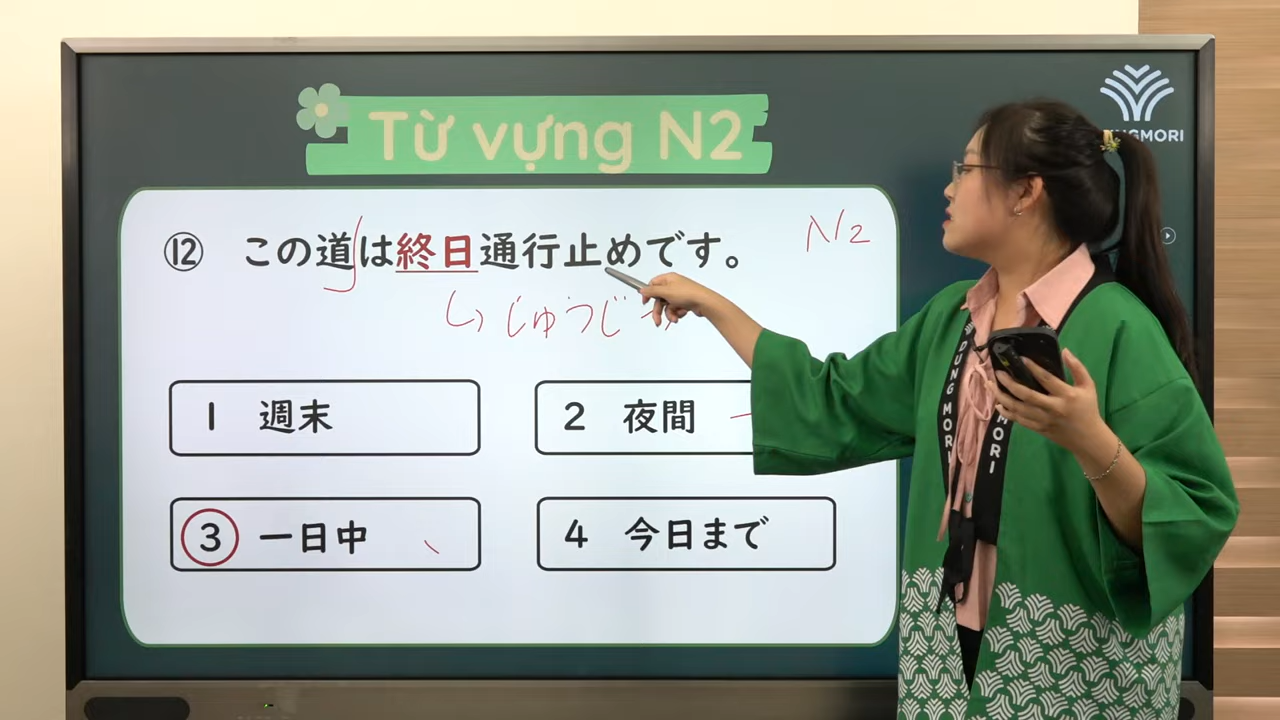 Từ vựng N2
UNGMORI
⑫ この道は終日通行止めです。
N2
しゅうじ
1 週末
2 夜間
3 一日中
4 今日まで
DUNG MORI
MORI